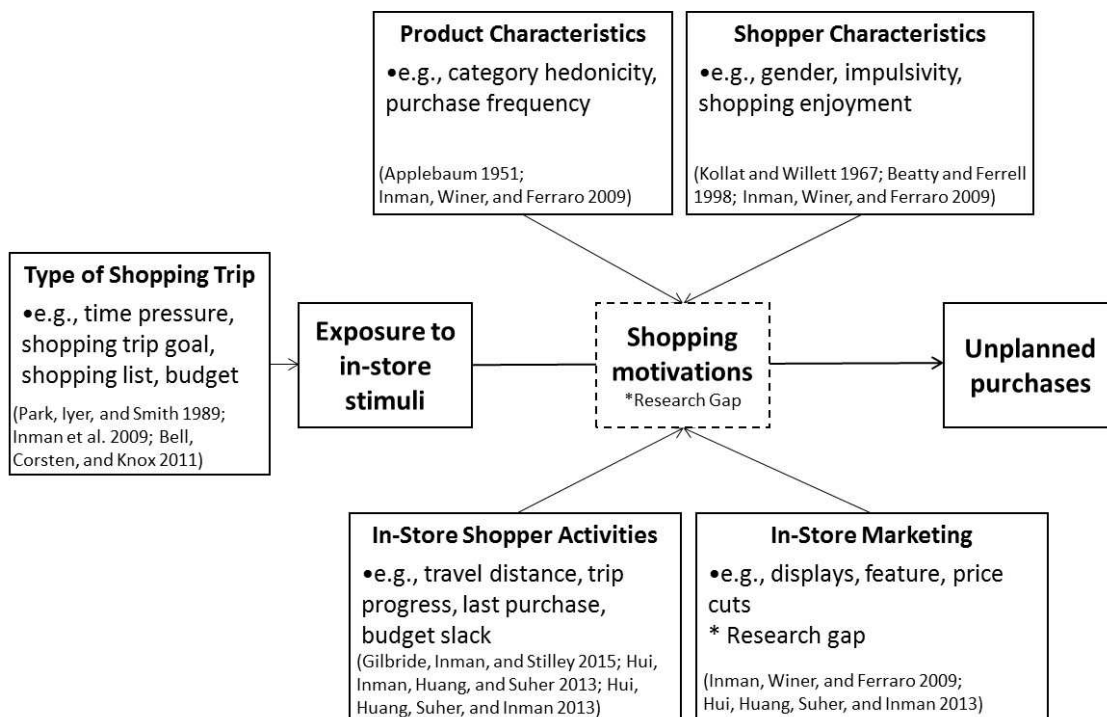 Product Characteristics
•e.g., category hedonicity,
purchase frequency
(Applebaum 1951;
Inman, Winer, and Ferraro 2009)
Shopper Characteristics
•e.g., gender, impulsivity,
shopping enjoyment
(Kollat and Willett 1967; Beatty and Ferrell
1998; Inman, Winer, and Ferraro 2009)
Type of Shopping Trip
•e.g., time pressure,
shopping trip goal,
shopping list, budget
(Park, Iyer, and Smith 1989;
Inman et al. 2009; Bell,
Corsten, and Knox 2011)
Exposure to
in-store
stimuli
Shopping
motivations
*Research Gap
Unplanned
purchases
In-Store Shopper Activities
•e.g., travel distance, trip
progress, last purchase,
budget slack
(Gilbride, Inman, and Stilley 2015; Hui,
Inman, Huang, and Suher 2013; Hui,
Huang, Suher, and Inman 2013)
In-Store Marketing
•e.g., displays, feature, price
cuts
* Research gap
(Inman, Winer, and Ferraro 2009;
Hui, Huang, Suher, and Inman 2013)